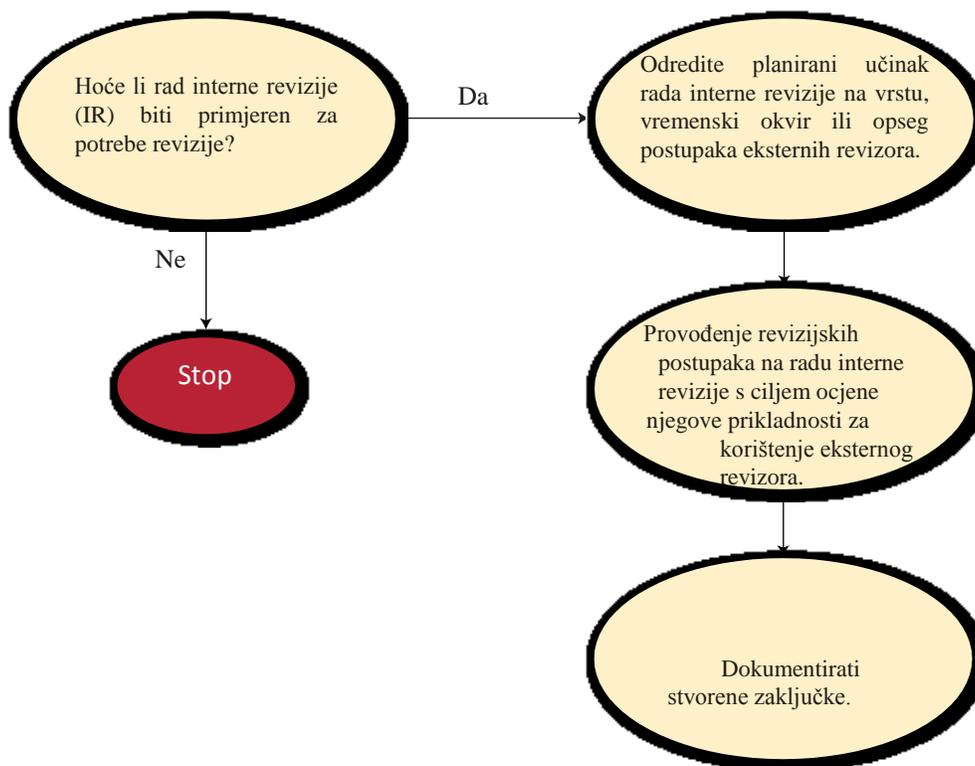 Hoće li rad interne revizije
(IR) biti primjeren za
potrebe revizije?
Da
Odredite planirani učinak
rada interne revizije na vrstu,
vremenski okvir ili opseg
postupaka eksternih revizora.
Ne
Stop
Provođenje revizijskih
postupaka na radu interne
revizije s ciljem ocjene
njegove prikladnosti za
korištenje eksternog
revizora.
Dokumentirati
stvorene zaključke.